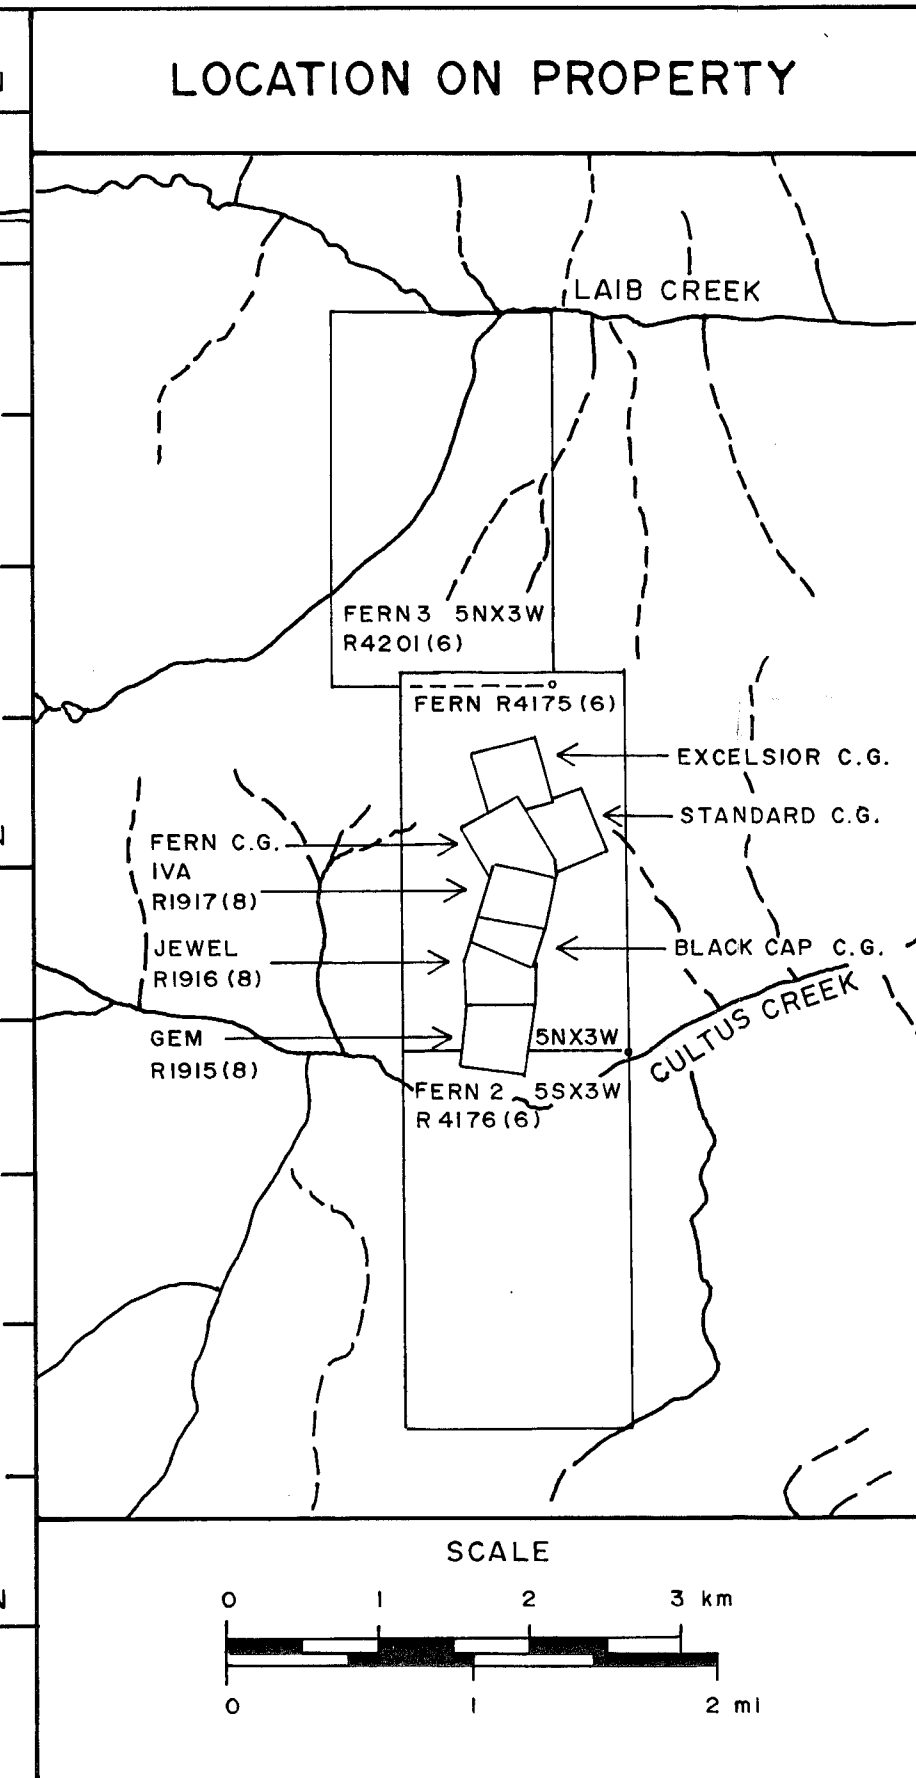 LOCATION ON PROPERTY
LAIB CREEK
FERN 3 5NX3W
R4201(6)
FERN R4175(6)
EXCELSIOR C.G.
STANDARD C.G.
FERN C.G.
IVA
R1917(8)
JEWEL
R1916(8)
BLACK CAP C.G.
CULTUS CREEK
GEM
R1915(8)
5NX3W
FERN 2 5SX3W
R4176(6)
SCALE
0 1 2 3 km
0 1 2 mi